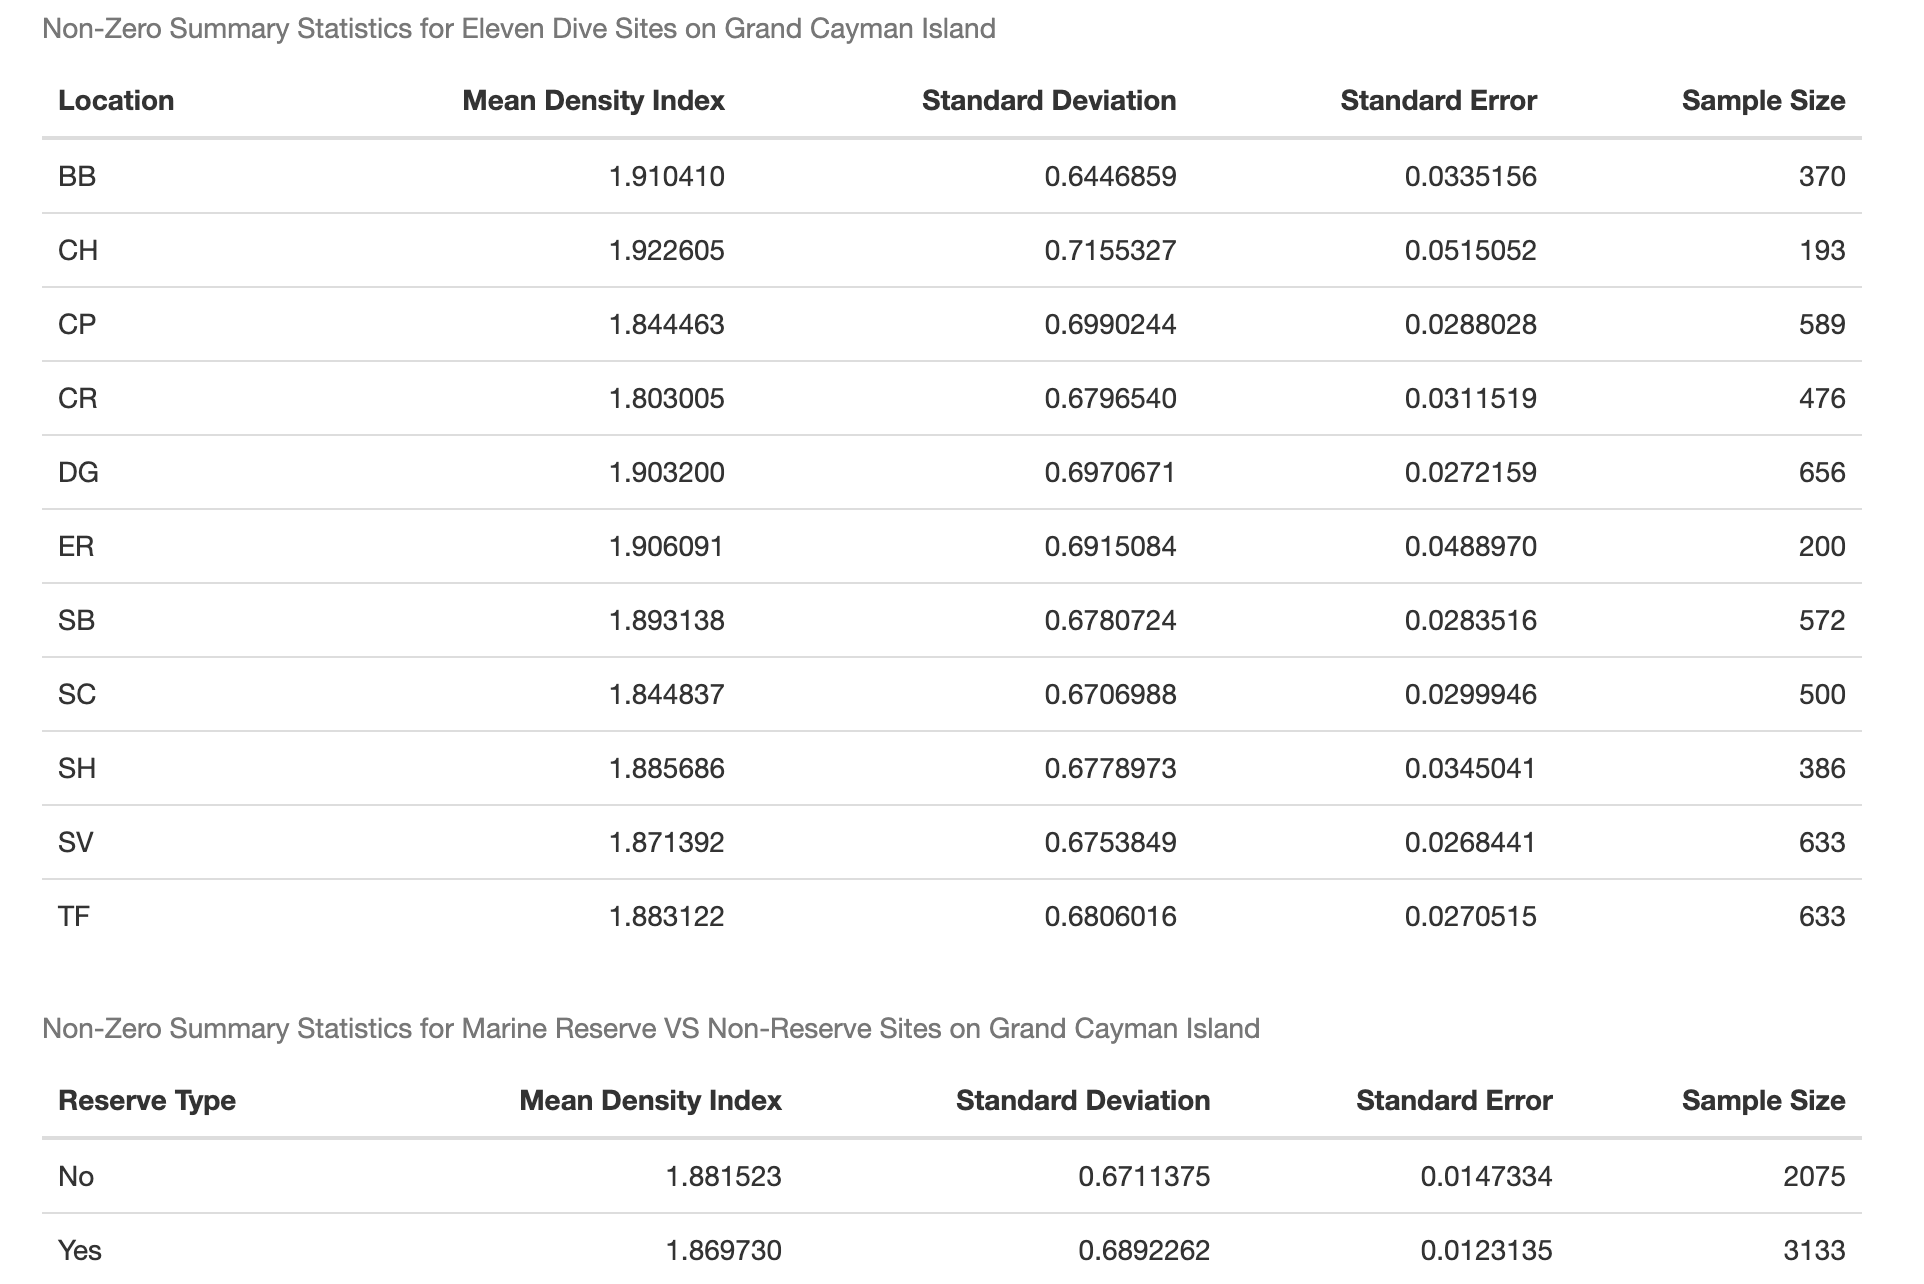 Non-Zero Summary Statistics for Eleven Dive Sites on Grand Cayman Island
Location Mean Density Index Standard Deviation Standard Error Sample Size
BB 1.910410 0.6446859 0.0335156 370
CH 1.922605 0.7155327 0.0515052 193
CP 1.844463 0.6990244 0.0288028 589
CR 1.803005 0.6796540 0.0311519 476
DG 1.903200 0.6970671 0.0272159 656
ER 1.906091 0.6915084 0.0488970 200
SB 1.893138 0.6780724 0.0283516 572
SC 1.844837 0.6706988 0.0299946 500
SH 1.885686 0.6778973 0.0345041 386
SV 1.871392 0.6753849 0.0268441 633
TF 1.883122 0.6806016 0.0270515 633
Non-Zero Summary Statistics for Marine Reserve VS Non-Reserve Sites on Grand Cayman Island
Reserve Type Mean Density Index Standard Deviation Standard Error Sample Size
No 1.881523 0.6711375 0.0147334 2075
Yes 1.869730 0.6892262 0.0123135 3133